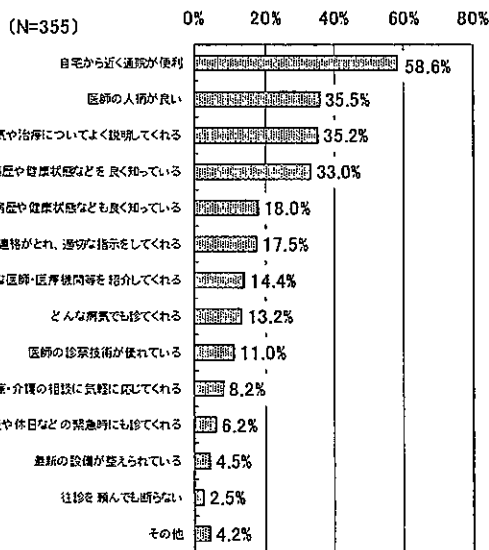 (N=355)
0% 20% 40% 60% 80%
自宅から近く通院が便利 58.6%
医師の人柄が良い 35.5%
気や治療についてよく説明してくれる 35.2%
歴や健康状態などを良く知っている 33.0%
病歴や健康状態なども良く知っている 18.0%
連絡がとれ、適切な指示をしてくれる 17.5%
な医師・医療機関等を紹介してくれる 14.4%
どんな病気でも診てくれる 13.2%
医師の診察技術が優れている 11.0%
・介護の相談に気軽に応じてくれる 8.2%
や休日などの緊急時にも診てくれる 6.2%
最新の設備が整えられている 4.5%
往診を頼んでも断らない 2.5%
その他 4.2%